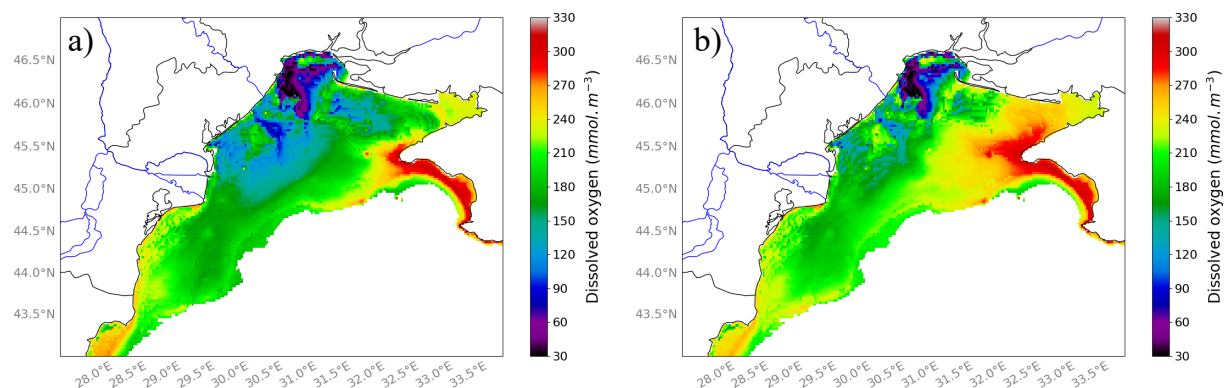 a)
46.5°N
46.0°N
45.5°N
45.0°N
44.5°N
44.0°N
43.5°N
28.0°E
28.5°E
29.0°E
29.5°E
30.0°E
30.5°E
31.0°E
31.5°E
32.0°E
32.5°E
33.0°E
33.5°E
330
300
270
240
210
180
150
120
90
60
30
Dissolved oxygen (mmol.m⁻³)
b)
46.5°N
46.0°N
45.5°N
45.0°N
44.5°N
44.0°N
43.5°N
28.0°E
28.5°E
29.0°E
29.5°E
30.0°E
30.5°E
31.0°E
31.5°E
32.0°E
32.5°E
33.0°E
33.5°E
330
300
270
240
210
180
150
120
90
60
30
Dissolved oxygen (mmol.m⁻³)